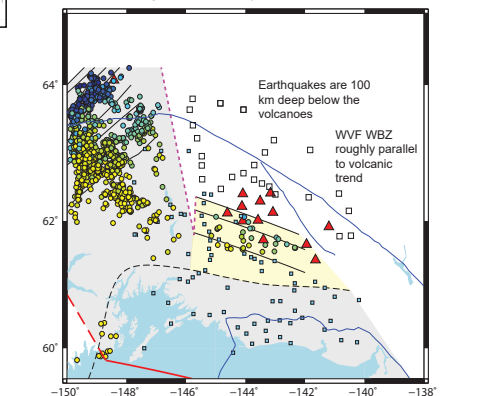 64˚
Earthquakes are 100
km deep below the
volcanoes
WVF WBZ
roughly parallel
to volcanic
trend
62˚
60˚
−150˚
−148˚
−146˚
−144˚
−142˚
−140˚
−138˚